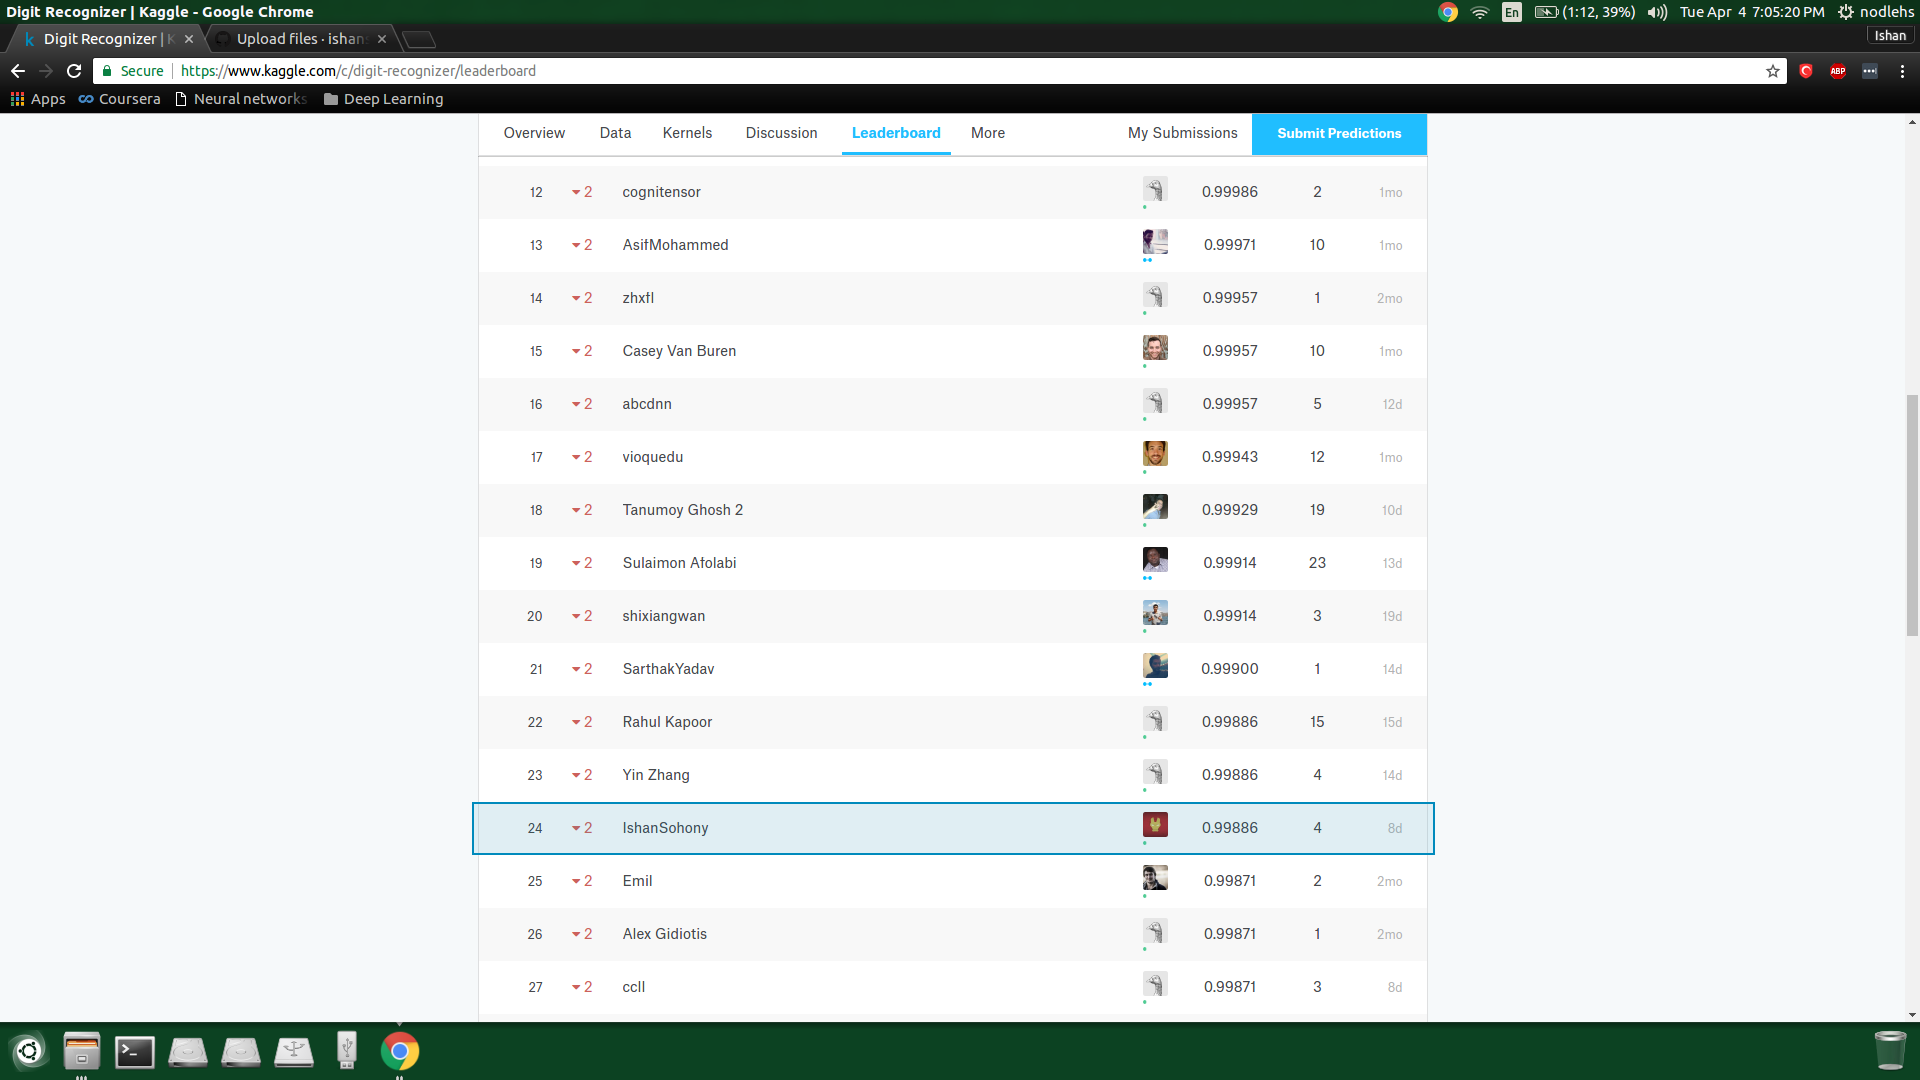 Digit Recognizer | Kaggle - Google Chrome
En (1:12, 39%) Tue Apr 4 7:05:20 PM nodlehs
Digit Recognizer | K Upload files · ishan Ishan
Secure https://www.kaggle.com/c/digit-recognizer/leaderboard ABP
Apps Coursera Neural networks Deep Learning
Overview Data Kernels Discussion Leaderboard More My Submissions Submit Predictions
12 2 cognitensor 0.99986 2 1mo
13 2 AsifMohammed 0.99971 10 1mo
14 2 zhxfl 0.99957 1 2mo
15 2 Casey Van Buren 0.99957 10 1mo
16 2 abcdnn 0.99957 5 12d
17 2 vioquedu 0.99943 12 1mo
18 2 Tanumoy Ghosh 2 0.99929 19 10d
19 2 Sulaimon Afolabi 0.99914 23 13d
20 2 shixiangwan 0.99914 3 19d
21 2 SarthakYadav 0.99900 1 14d
22 2 Rahul Kapoor 0.99886 15 15d
23 2 Yin Zhang 0.99886 4 14d
24 2 IshanSohony 0.99886 4 8d
25 2 Emil 0.99871 2 2mo
26 2 Alex Gidiotis 0.99871 1 2mo
27 2 ccll 0.99871 3 8d